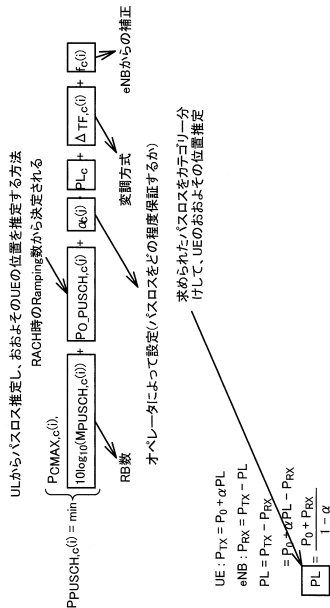 ULからパスロス推定し、おおよそのUEの位置を推定する方法
RACH時のRamping数から決定される
PPUSCH,c(i) = min { PCMAX,c(i),
10log10(MPUSCH,c(i)) + PO_PUSCH,c(i) + αc(i) · PLc + ΔTF,c(i) + fc(i)
RB数
オペレータによって設定(パスロスをどの程度保証するか)
変調方式
eNBからの補正
求められたパスロスをカテゴリー分
けして、UEのおおよその位置推定
UE : PTX = P0 + αPL
eNB : PRX = PTX - PL
PL = PTX - PRX
= P0 + αPL - PRX
PL = P0 + PRX / 1 - α